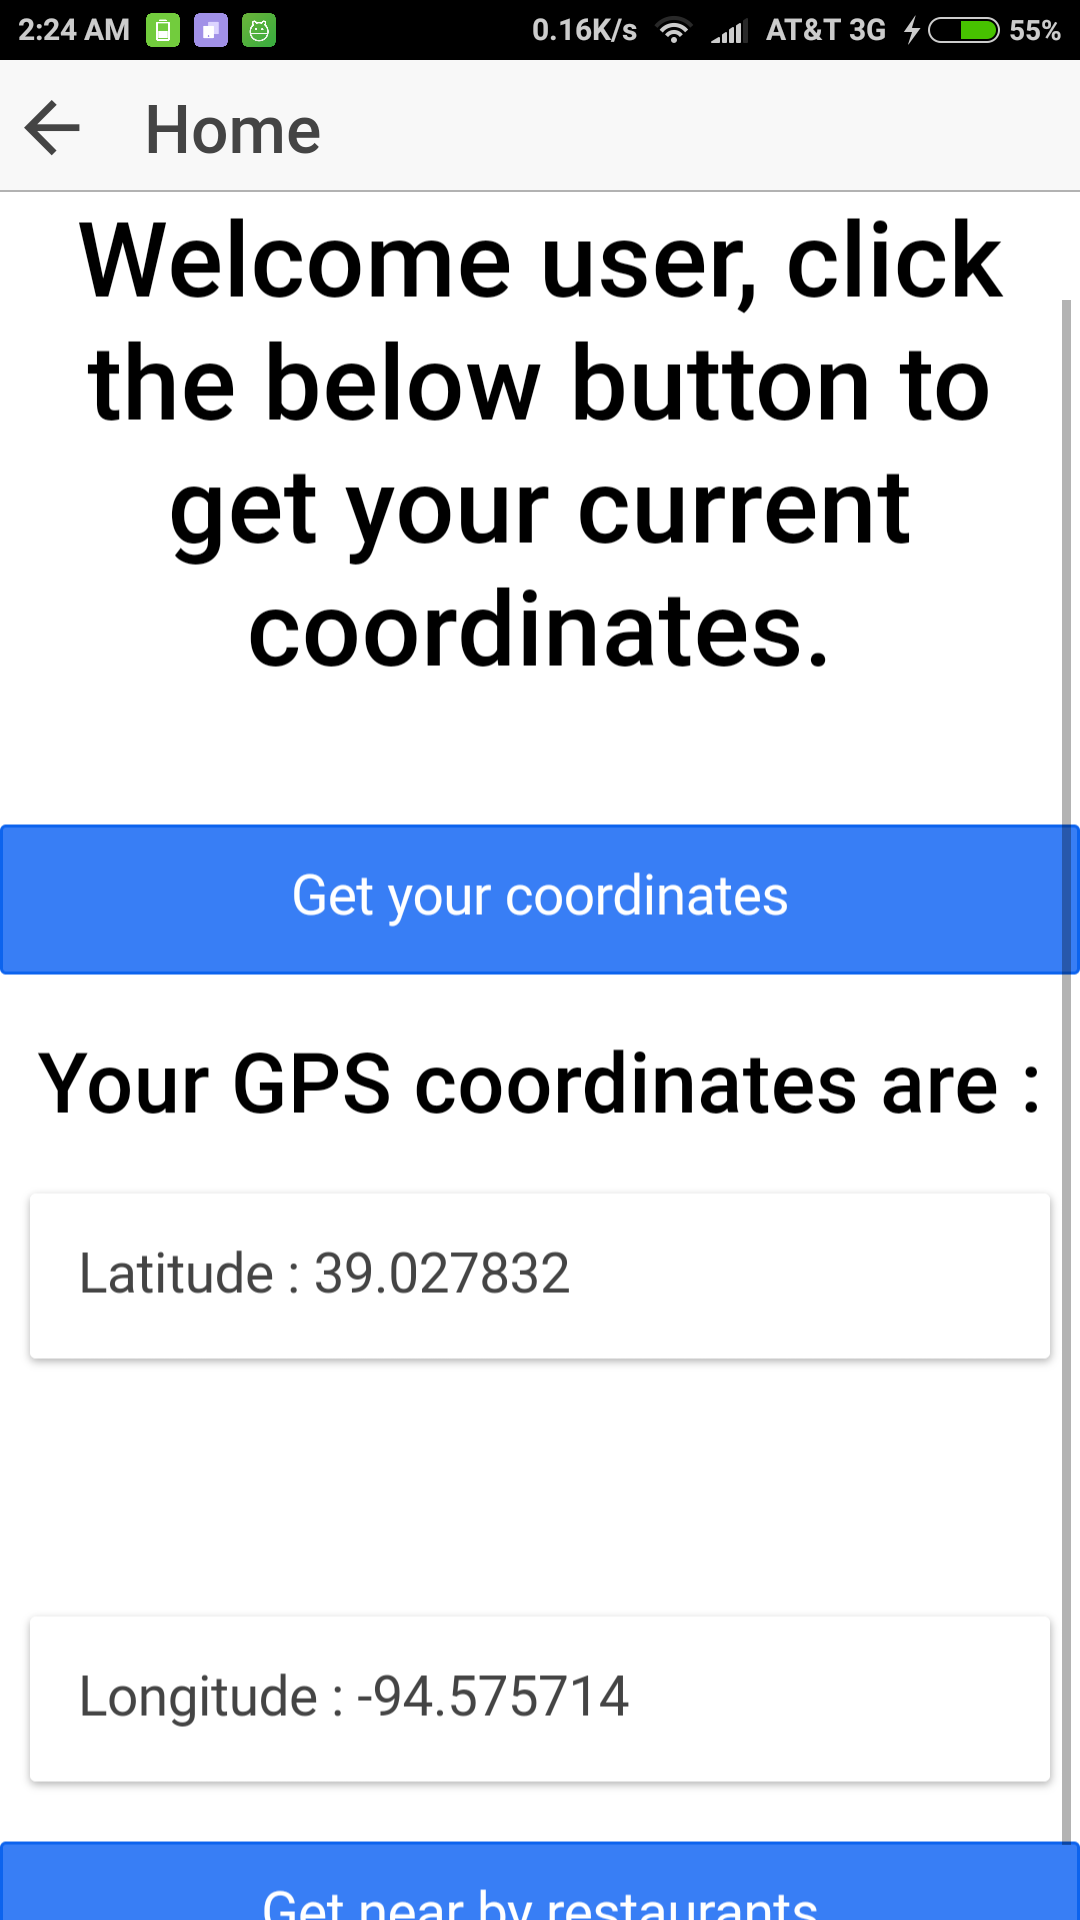 2:24 AM 0.16K/s AT&T 3G 55%
Home
Welcome user, click
the below button to
get your current
coordinates.
Get your coordinates
Your GPS coordinates are :
Latitude : 39.027832
Longitude : -94.575714
Get near by restaurants